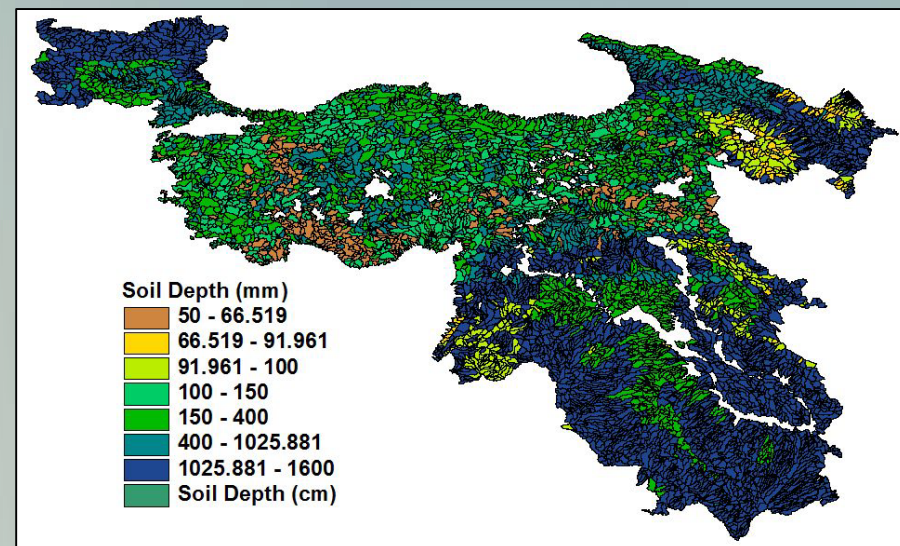 Soil Depth (mm)
50 - 66.519
66.519 - 91.961
91.961 - 100
100 - 150
150 - 400
400 - 1025.881
1025.881 - 1600
Soil Depth (cm)